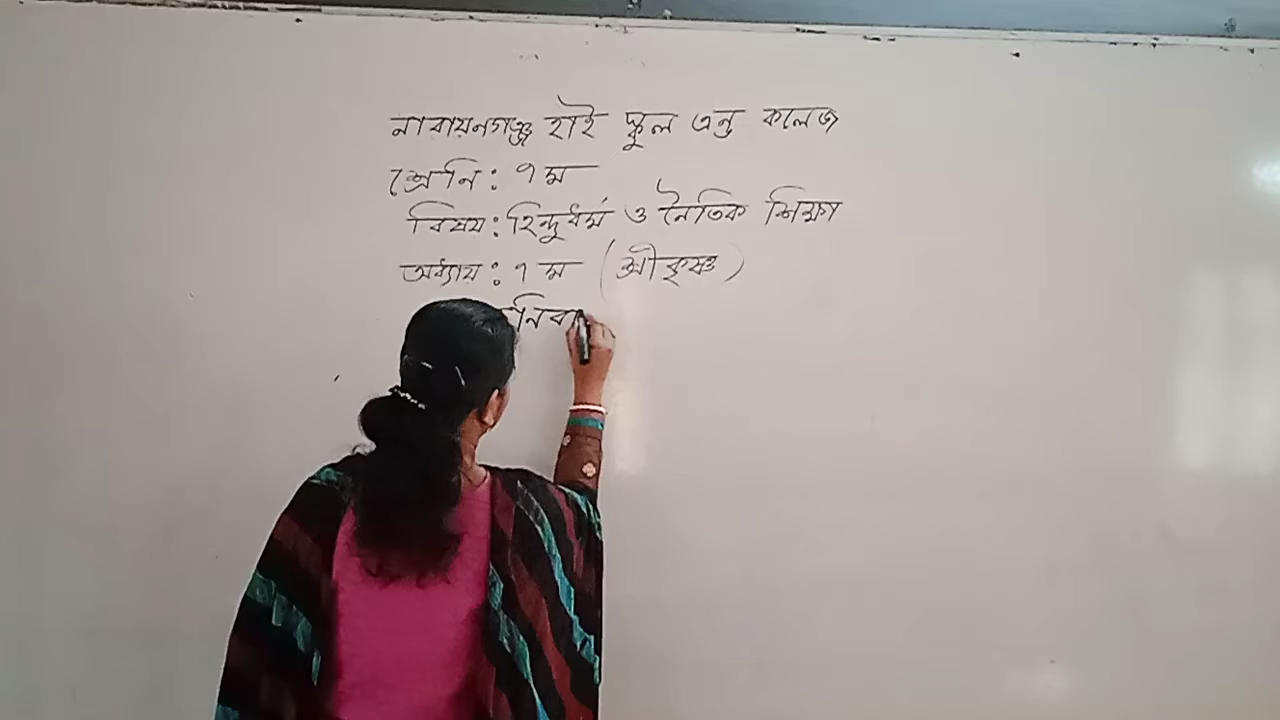 নারায়নগঞ্জ হাই স্কুল এন্ড কলেজ
শ্রেনি: ৭ম
বিষয়: হিন্দুধর্ম ও নৈতিক শিক্ষা
অধ্যায়: ৭ম (শ্রীকৃষ্ণ)